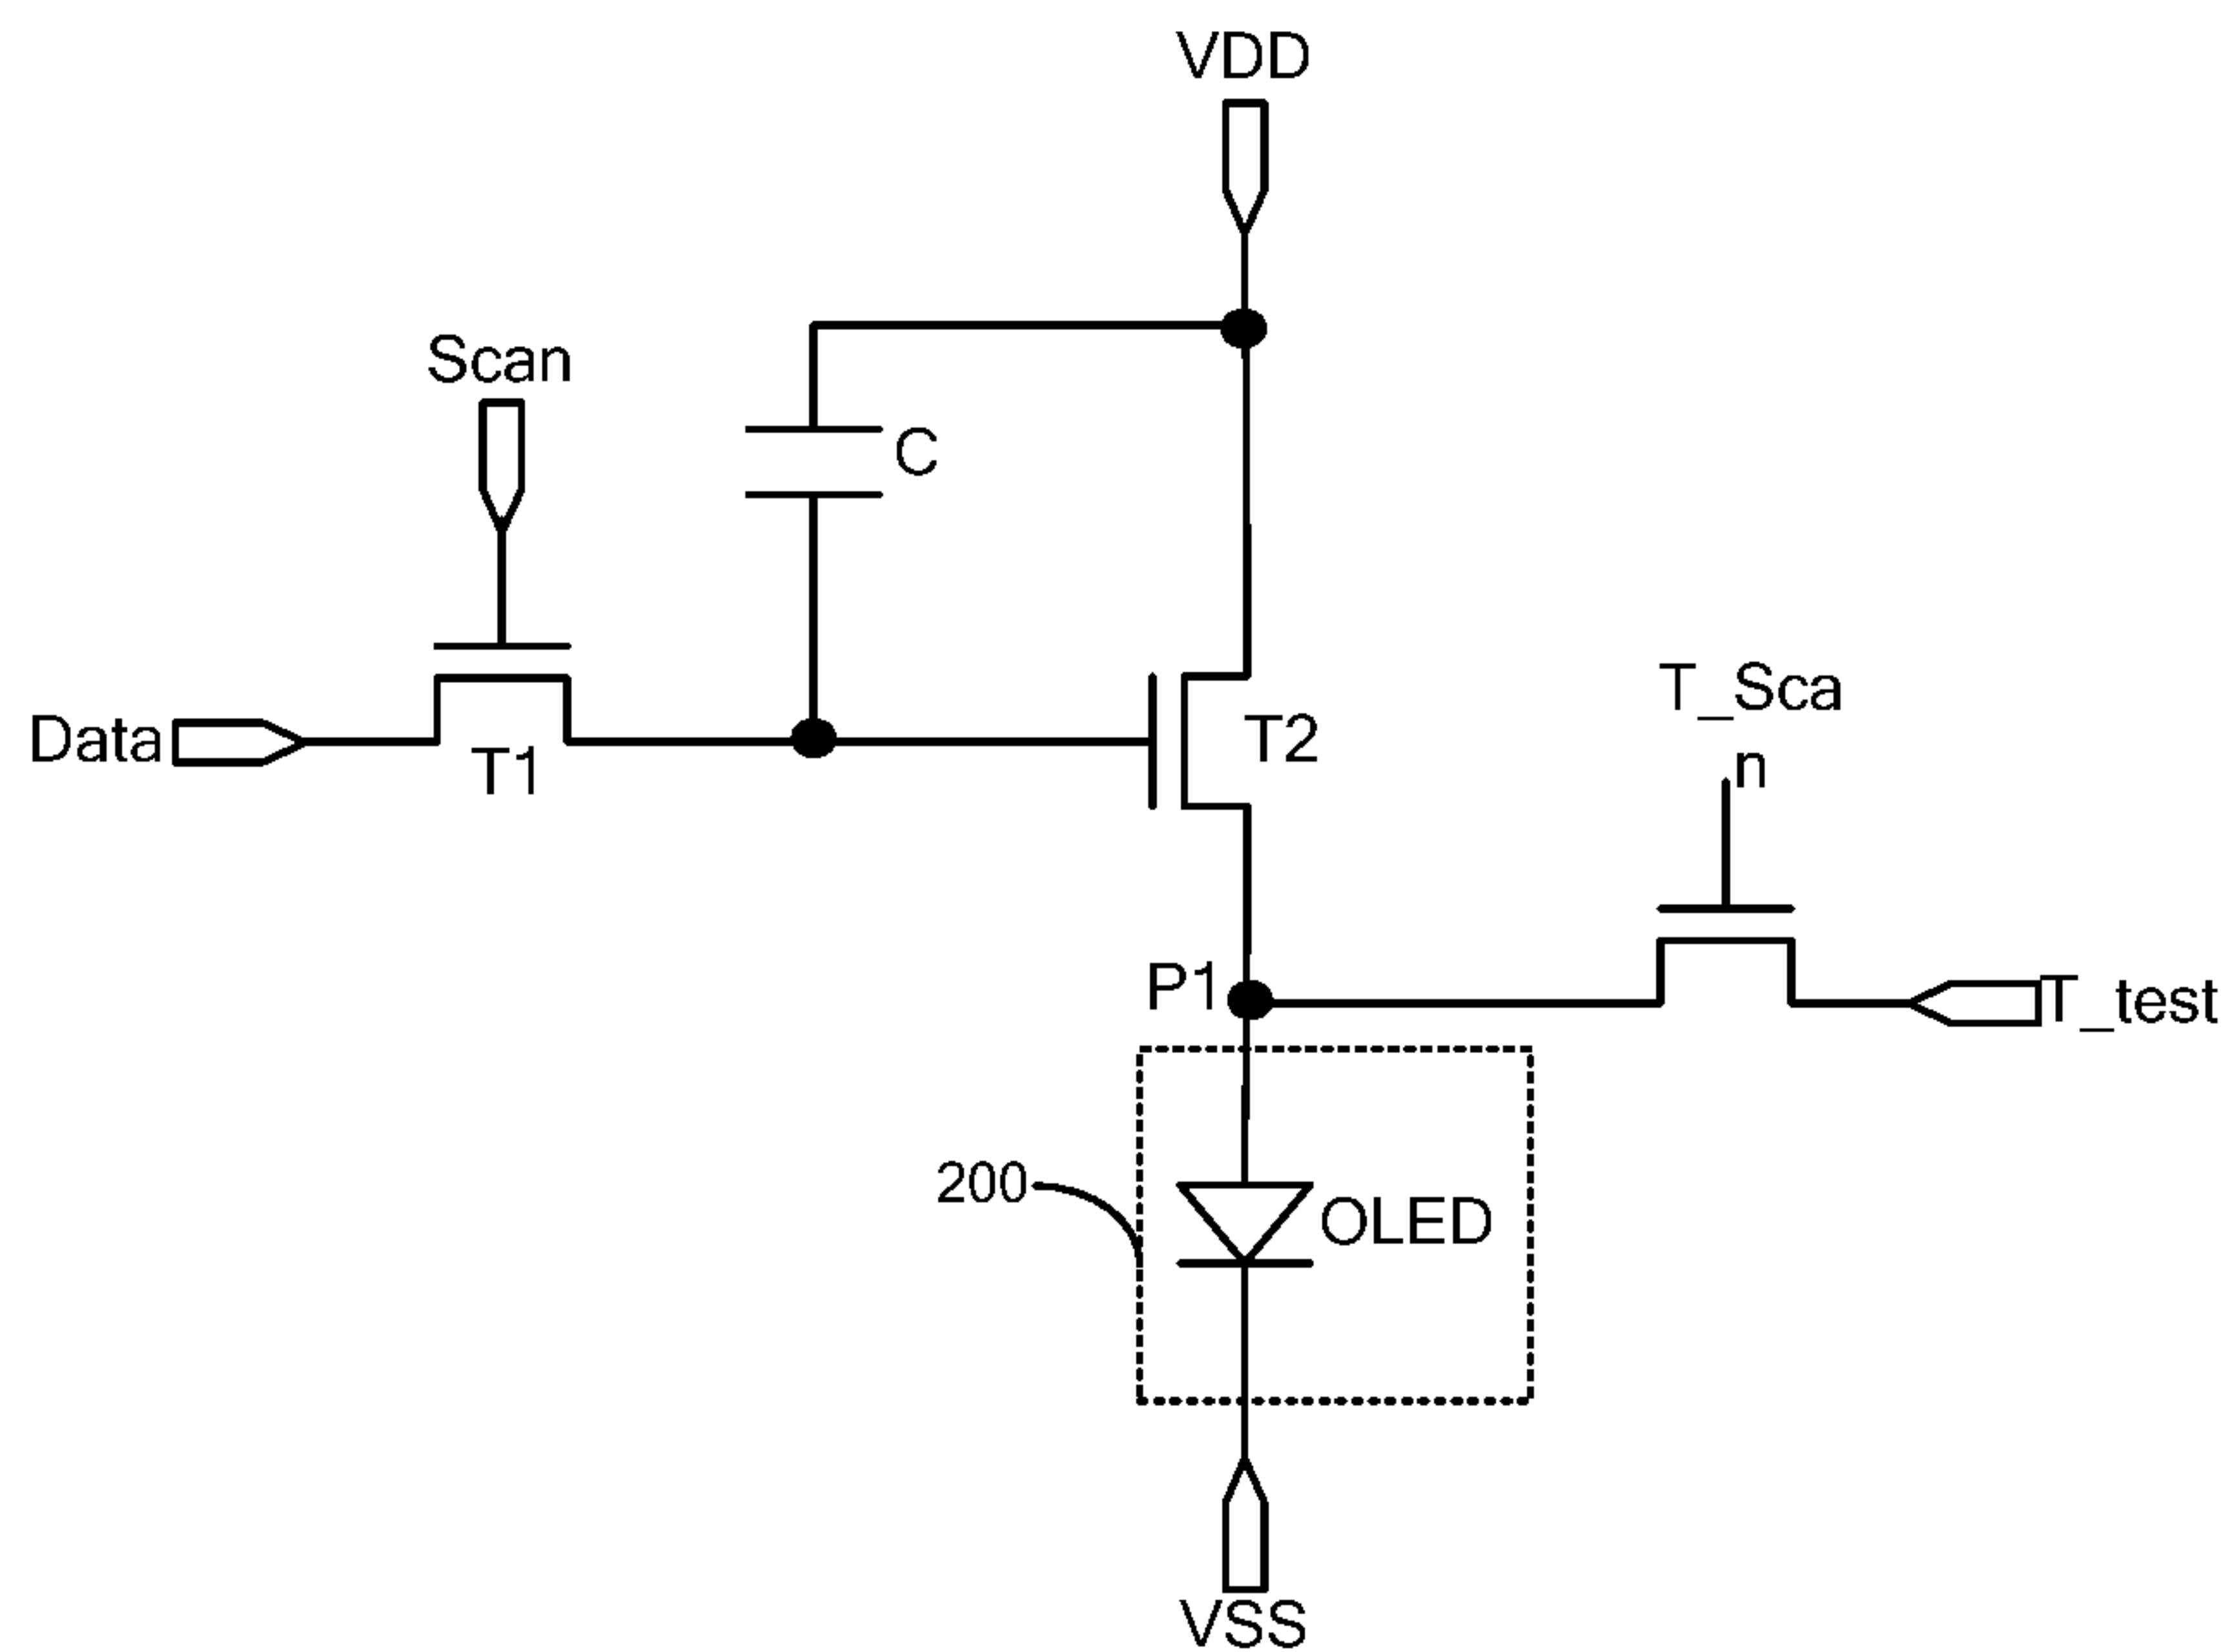 VDD
Scan
C
T_Sca
n
Data
T1
T2
P1
T_test
200
OLED
VSS